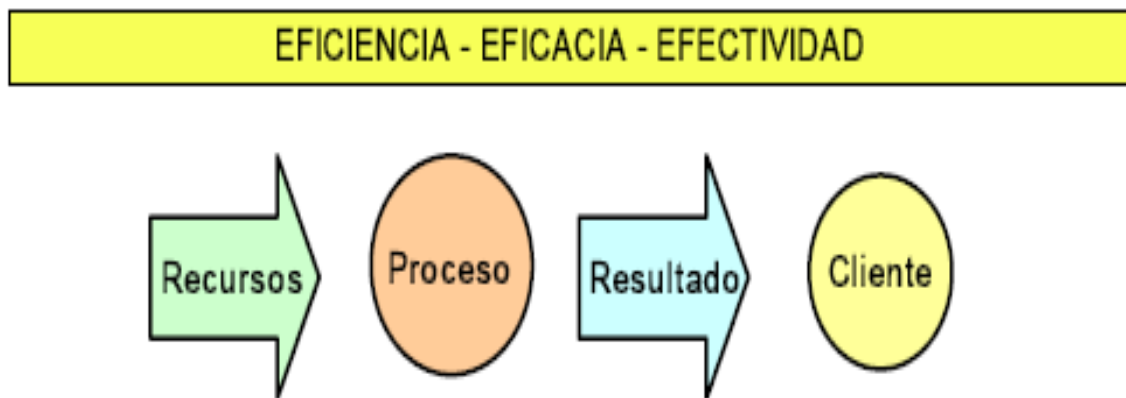 EFICIENCIA - EFICACIA - EFECTIVIDAD
Recursos
Proceso
Resultado
Cliente